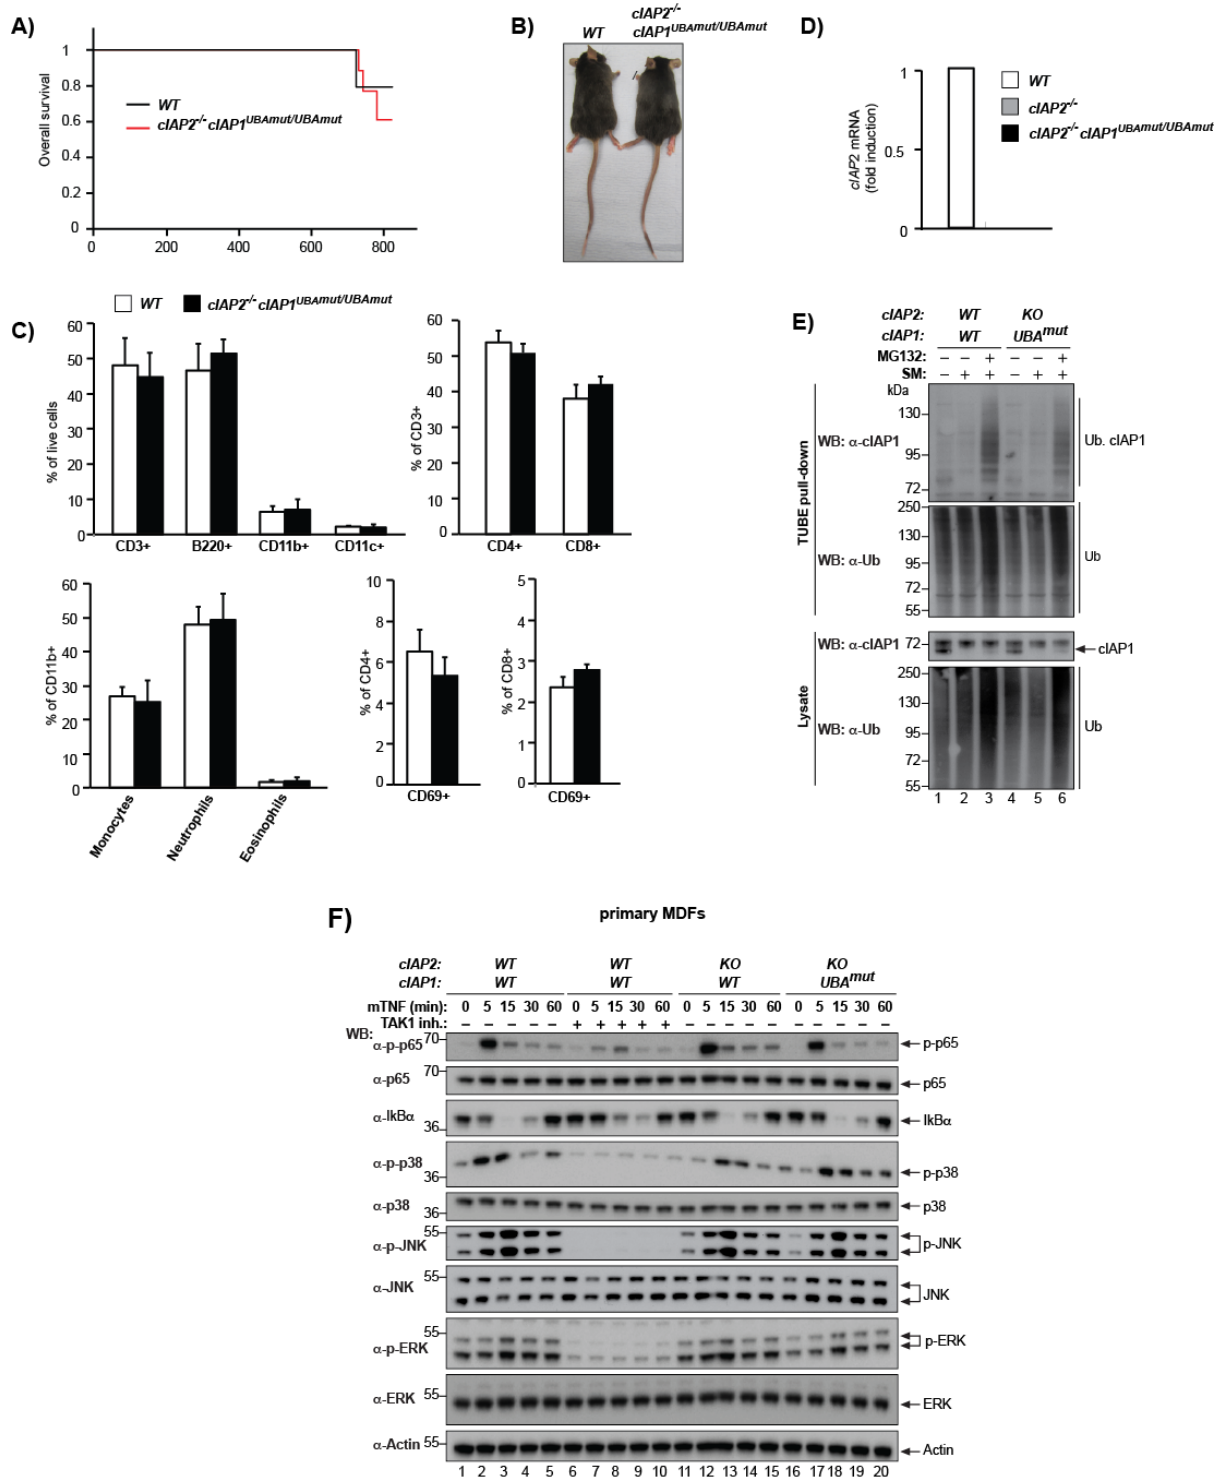 A)
Overall survival
1
0.8
0.6
0.4
0.2
0
0 200 400 600 800
WT
cIAP2-/- cIAP1UBAmut/UBAmut
B)
WT
cIAP2-/-
cIAP1UBAmut/UBAmut
D)
cIAP2 mRNA
(fold induction)
1
0.5
0
WT
cIAP2-/-
cIAP2-/- cIAP1UBAmut/UBAmut
C)
WT
cIAP2-/- cIAP1UBAmut/UBAmut
% of live cells
60
50
40
30
20
10
0
CD3+ B220+ CD11b+ CD11c+
% of CD3+
60
50
40
30
20
10
0
CD4+ CD8+
% of CD11b+
60
50
40
30
20
10
0
Monocytes
Neutrophils
Eosinophils
% of CD4+
10
8
6
4
2
0
CD69+
% of CD8+
5
4
3
2
1
0
CD69+
E)
cIAP2: WT KO
cIAP1: WT UBAmut
MG132: – – + – – +
SM: – + + – + +
kDa
TUBE pull-down
WB: α-cIAP1
130
95
72
Ub. cIAP1
WB: α-Ub
250
130
95
72
55
Ub
Lysate
WB: α-cIAP1
72
cIAP1
WB: α-Ub
250
130
95
72
55
Ub
1 2 3 4 5 6
F)
primary MDFs
cIAP2: WT WT KO KO
cIAP1: WT WT WT UBAmut
mTNF (min): 0 5 15 30 60 0 5 15 30 60 0 5 15 30 60 0 5 15 30 60
TAK1 inh.: – – – – – + + + + + – – – – – – – – – –
WB:
α-p-p65 70 p-p65
α-p65 70 p65
α-IkBα 36 IkBα
α-p-p38 36 p-p38
α-p38 36 p38
α-p-JNK 55 p-JNK
α-JNK 55 JNK
α-p-ERK 55 p-ERK
α-ERK 55 ERK
α-Actin 55 Actin
1 2 3 4 5 6 7 8 9 10 11 12 13 14 15 16 17 18 19 20